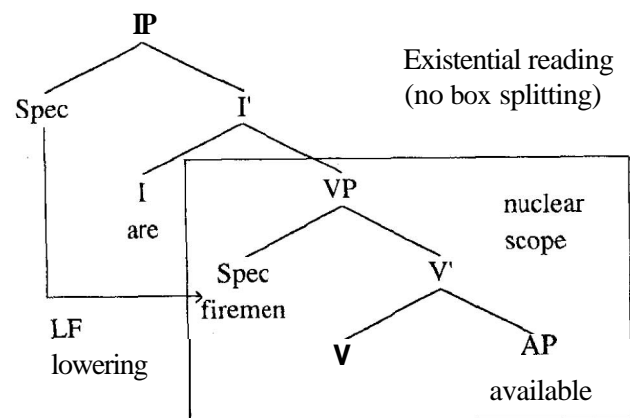 IP
Existential reading
(no box splitting)
Spec
I'
I
are
VP
nuclear
scope
Spec
firemen
V'
LF
lowering
V
AP
available